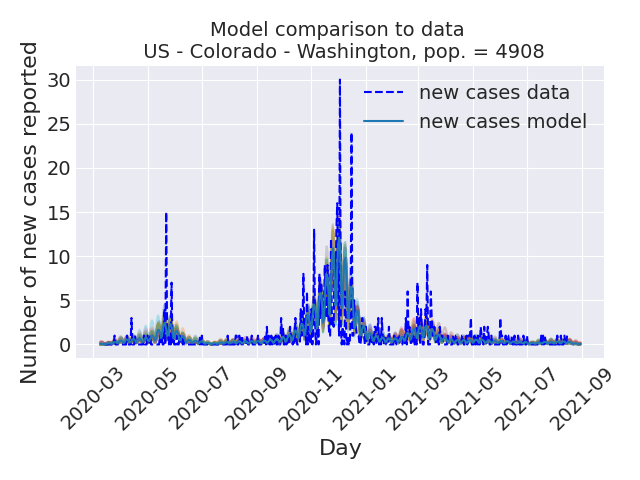 Model comparison to data
US - Colorado - Washington, pop. = 4908
Number of new cases reported
30
25
20
15
10
5
0
new cases data
new cases model
2020-03
2020-05
2020-07
2020-09
2020-11
2021-01
2021-03
2021-05
2021-07
2021-09
Day